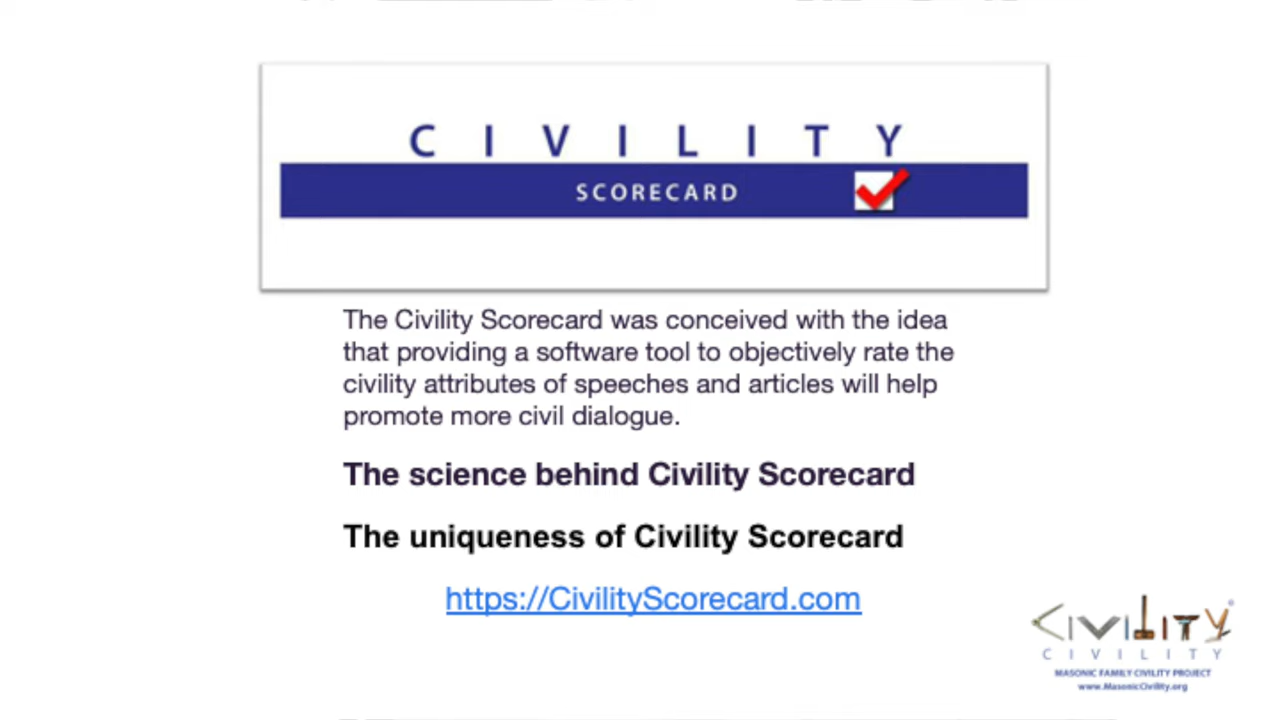 C I V I L I T Y
SCORECARD
The Civility Scorecard was conceived with the idea
that providing a software tool to objectively rate the
civility attributes of speeches and articles will help
promote more civil dialogue.
The science behind Civility Scorecard
The uniqueness of Civility Scorecard
https://CivilityScorecard.com
CIVILITY
C I V I L I T Y
MASONIC FAMILY CIVILITY PROJECT
www.MasonicCivility.org